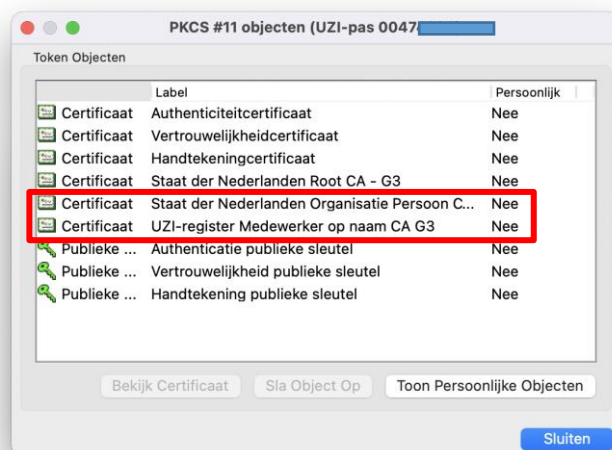 PKCS #11 objecten (UZI-pas 0047
Token Objecten
Label Persoonlijk
Certificaat Authenticiteitcertificaat Nee
Certificaat Vertrouwelijkheidcertificaat Nee
Certificaat Handtekeningcertificaat Nee
Certificaat Staat der Nederlanden Root CA - G3 Nee
Certificaat Staat der Nederlanden Organisatie Persoon C... Nee
Certificaat UZI-register Medewerker op naam CA G3 Nee
Publieke ... Authenticatie publieke sleutel Nee
Publieke ... Vertrouwelijkheid publieke sleutel Nee
Publieke ... Handtekening publieke sleutel Nee
Bekijk Certificaat Sla Object Op Toon Persoonlijke Objecten
Sluiten